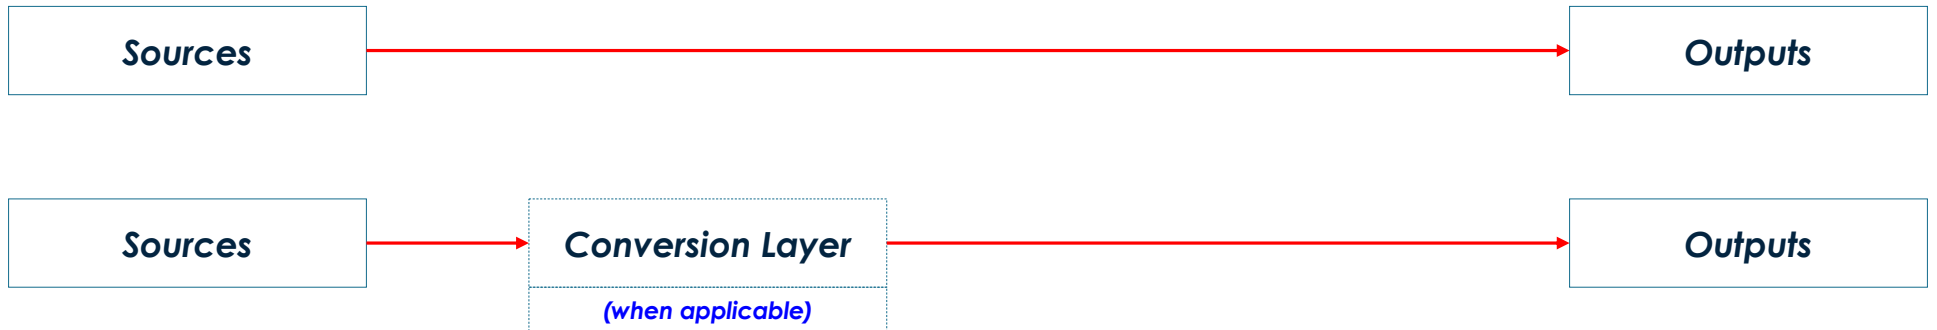 Sources
Outputs
Sources
Conversion Layer
Outputs
(when applicable)